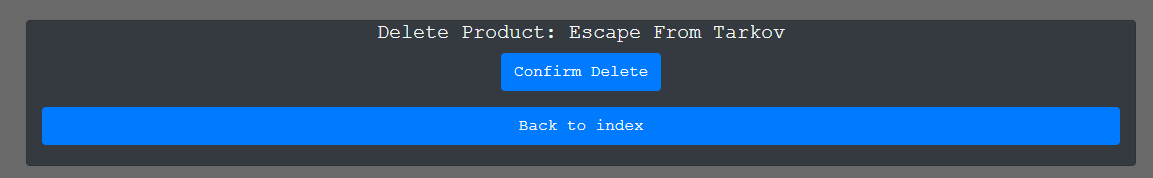 Delete Product: Escape From Tarkov
Confirm Delete
Back to index